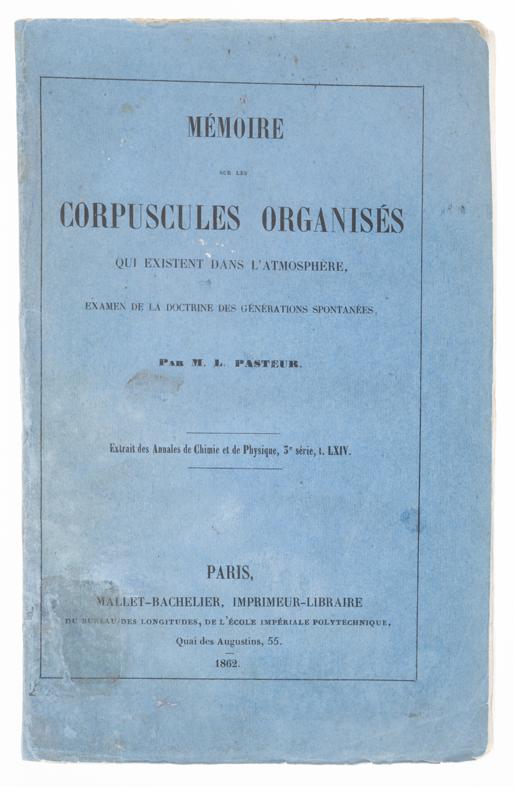 MÉMOIRE
SUR LES
CORPUSCULES ORGANISÉS
QUI EXISTENT DANS L'ATMOSPHÈRE,
EXAMEN DE LA DOCTRINE DES GÉNÉRATIONS SPONTANÉES,
PAR M. L. PASTEUR.
Extrait des Annales de Chimie et de Physique, 3e série, t. LXIV.
PARIS,
MALLET-BACHELIER, IMPRIMEUR-LIBRAIRE
DU BUREAU DES LONGITUDES, DE L'ÉCOLE IMPÉRIALE POLYTECHNIQUE,
Quai des Augustins, 55.
1862.